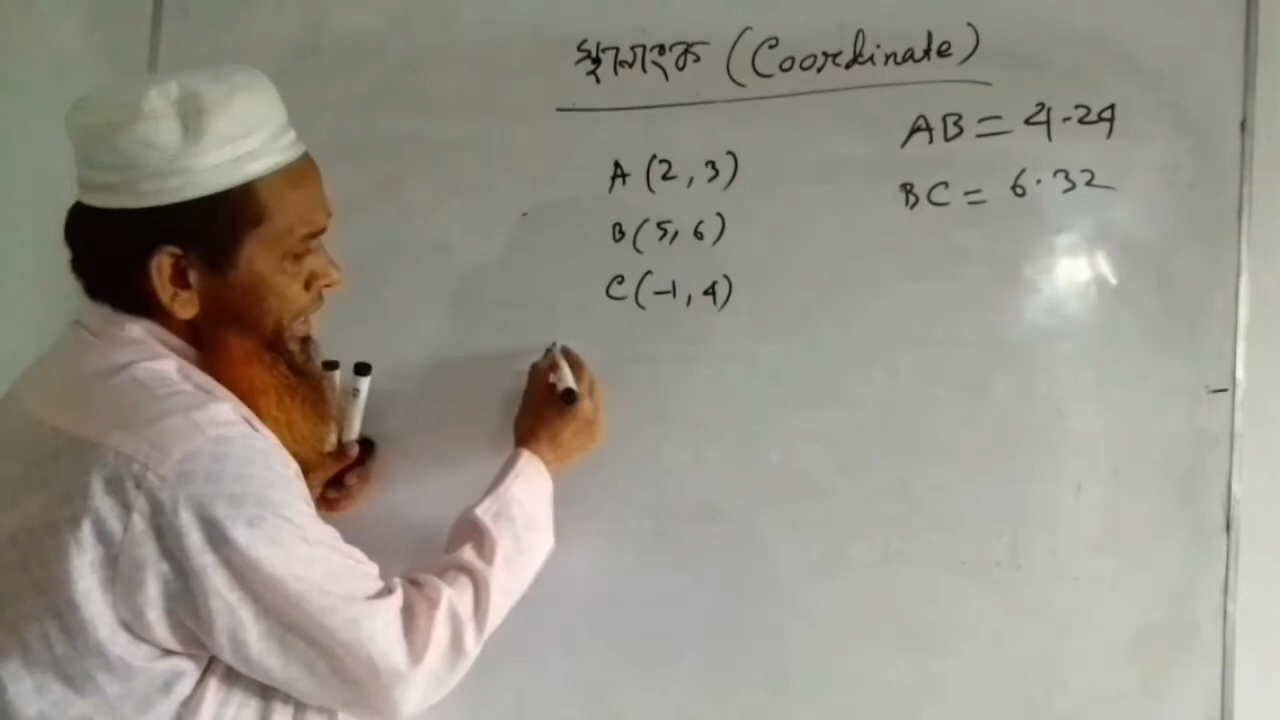 স্থানাংক (Coordinate)
A (2, 3)
B (5, 6)
C (-1, 4)
AB = 4.24
BC = 6.32